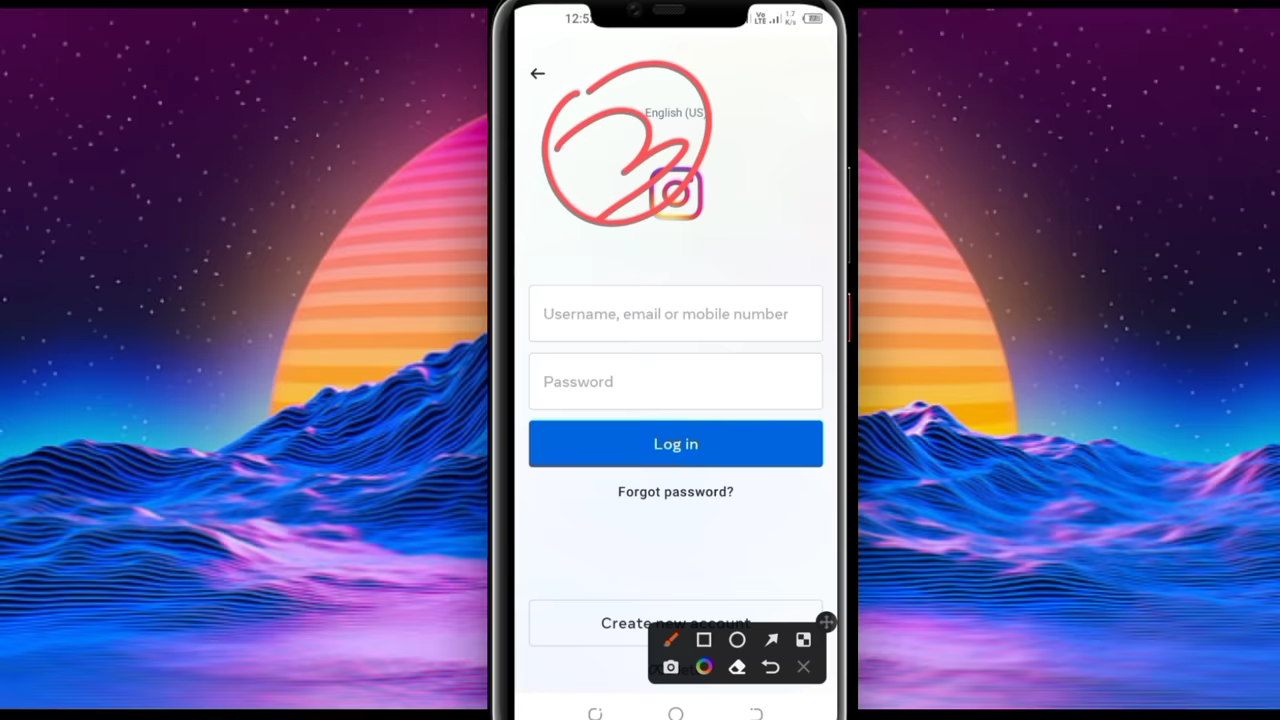 English (US)
Username, email or mobile number
Password
Log in
Forgot password?
Create new account